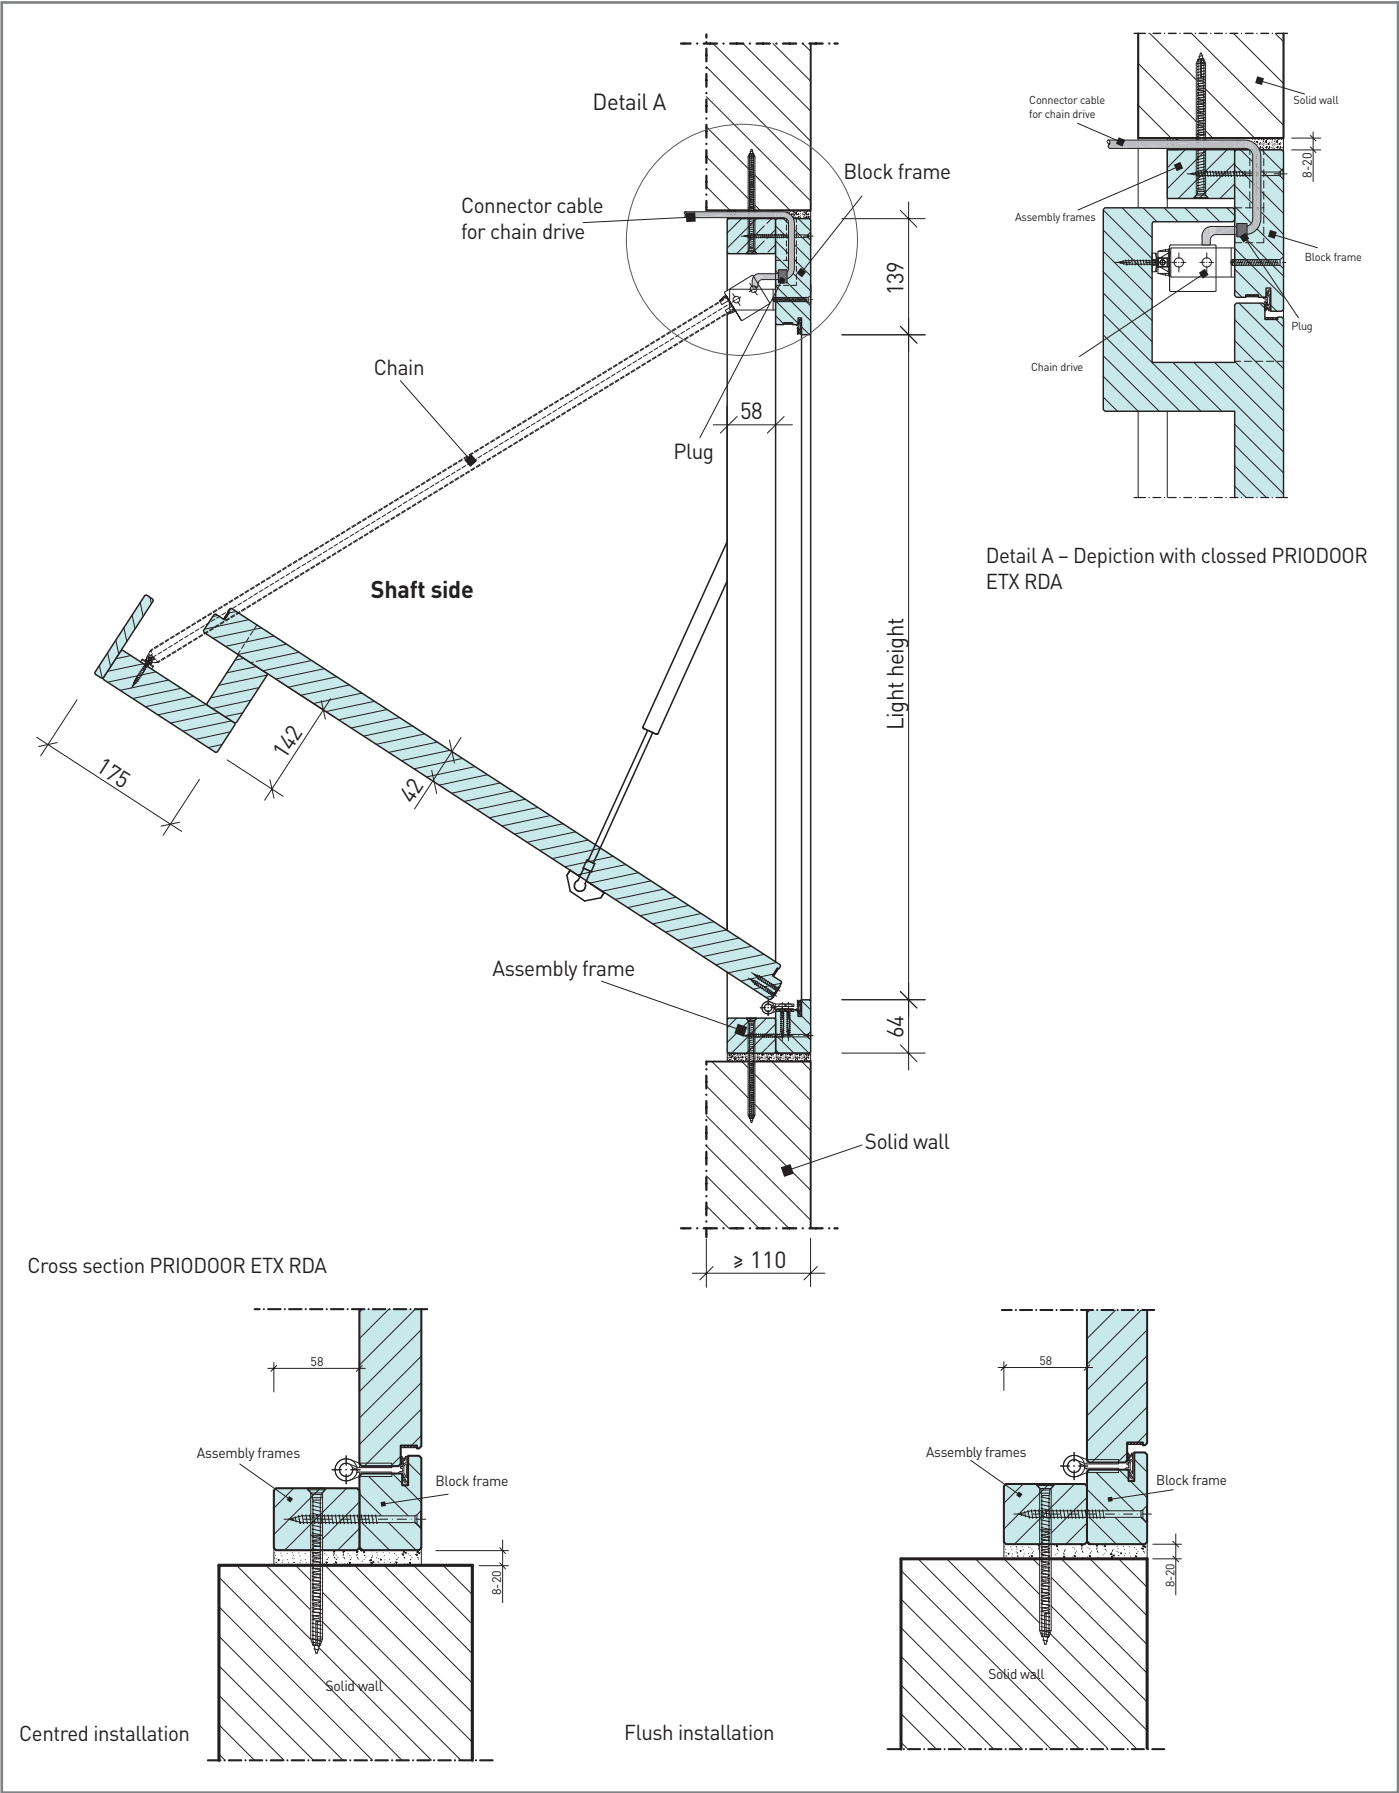 Detail A
Connector cable
for chain drive
Block frame
139
Chain
58
Plug
Shaft side
Light height
175
142
42
Assembly frame
64
Solid wall
≥ 110
Connector cable
for chain drive
Solid wall
8-20
Assembly frames
Block frame
Plug
Chain drive
Detail A – Depiction with clossed PRIODOOR
ETX RDA
Cross section PRIODOOR ETX RDA
58
Assembly frames
Block frame
8-20
Solid wall
Centred installation
58
Assembly frames
Block frame
8-20
Solid wall
Flush installation